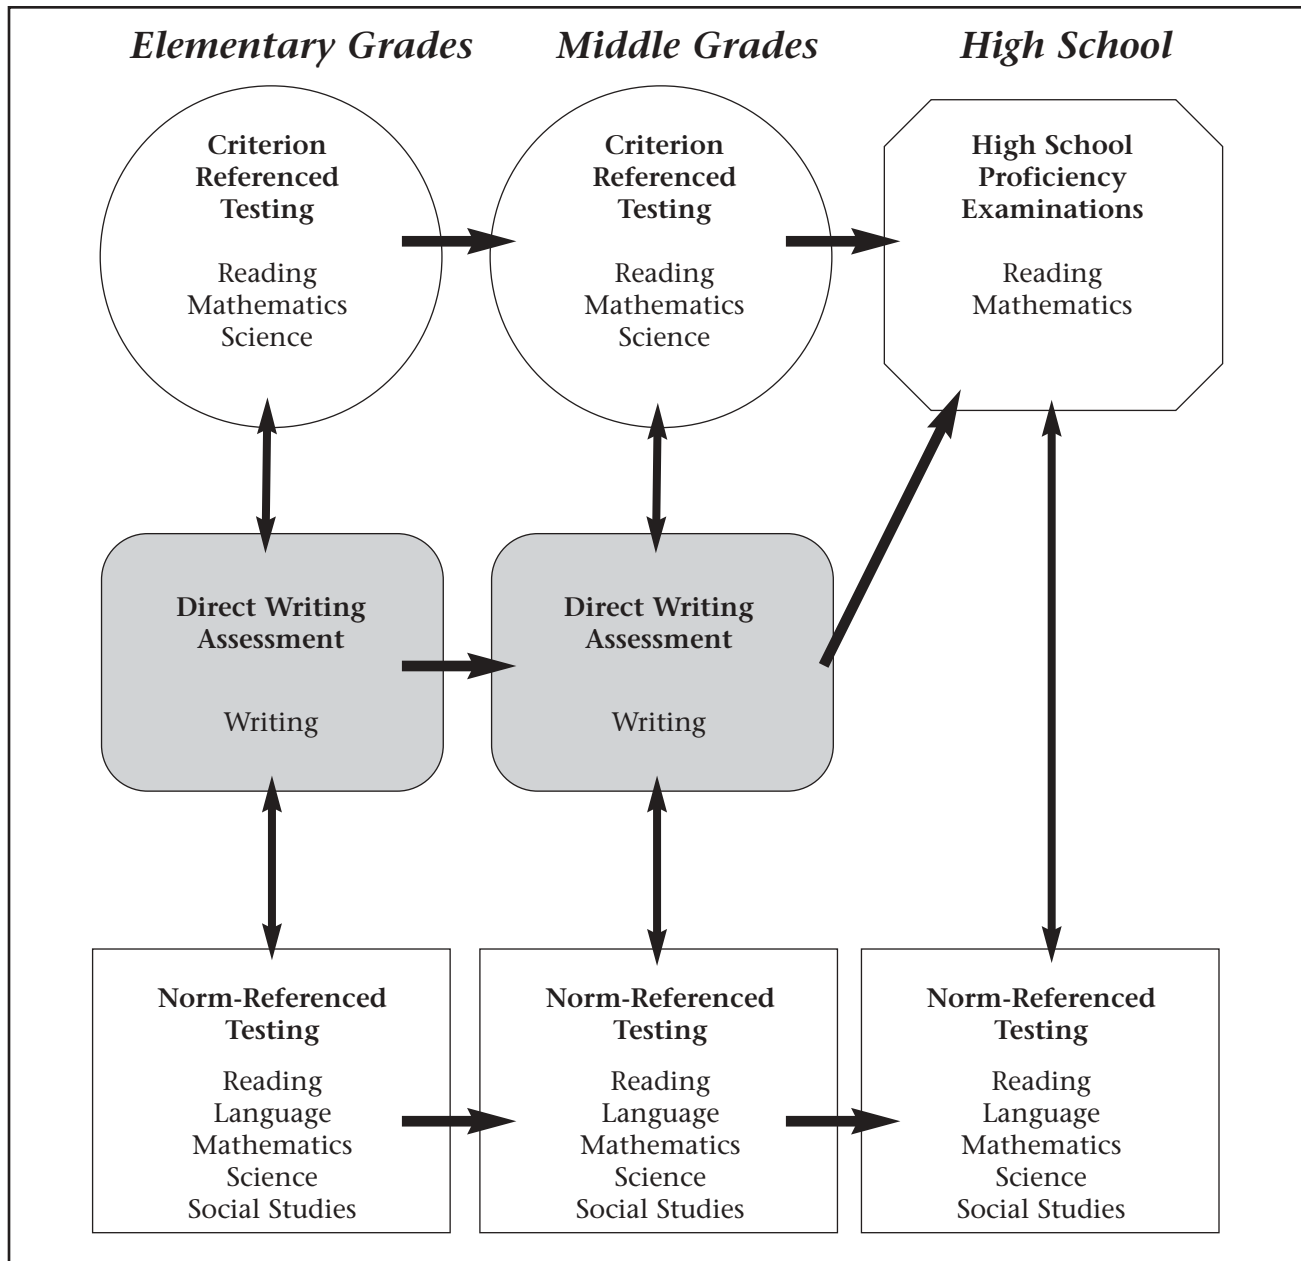 Elementary Grades
Middle Grades
High School
Criterion
Referenced
Testing
Reading
Mathematics
Science
Criterion
Referenced
Testing
Reading
Mathematics
Science
High School
Proficiency
Examinations
Reading
Mathematics
Direct Writing
Assessment
Writing
Direct Writing
Assessment
Writing
Norm-Referenced
Testing
Reading
Language
Mathematics
Science
Social Studies
Norm-Referenced
Testing
Reading
Language
Mathematics
Science
Social Studies
Norm-Referenced
Testing
Reading
Language
Mathematics
Science
Social Studies